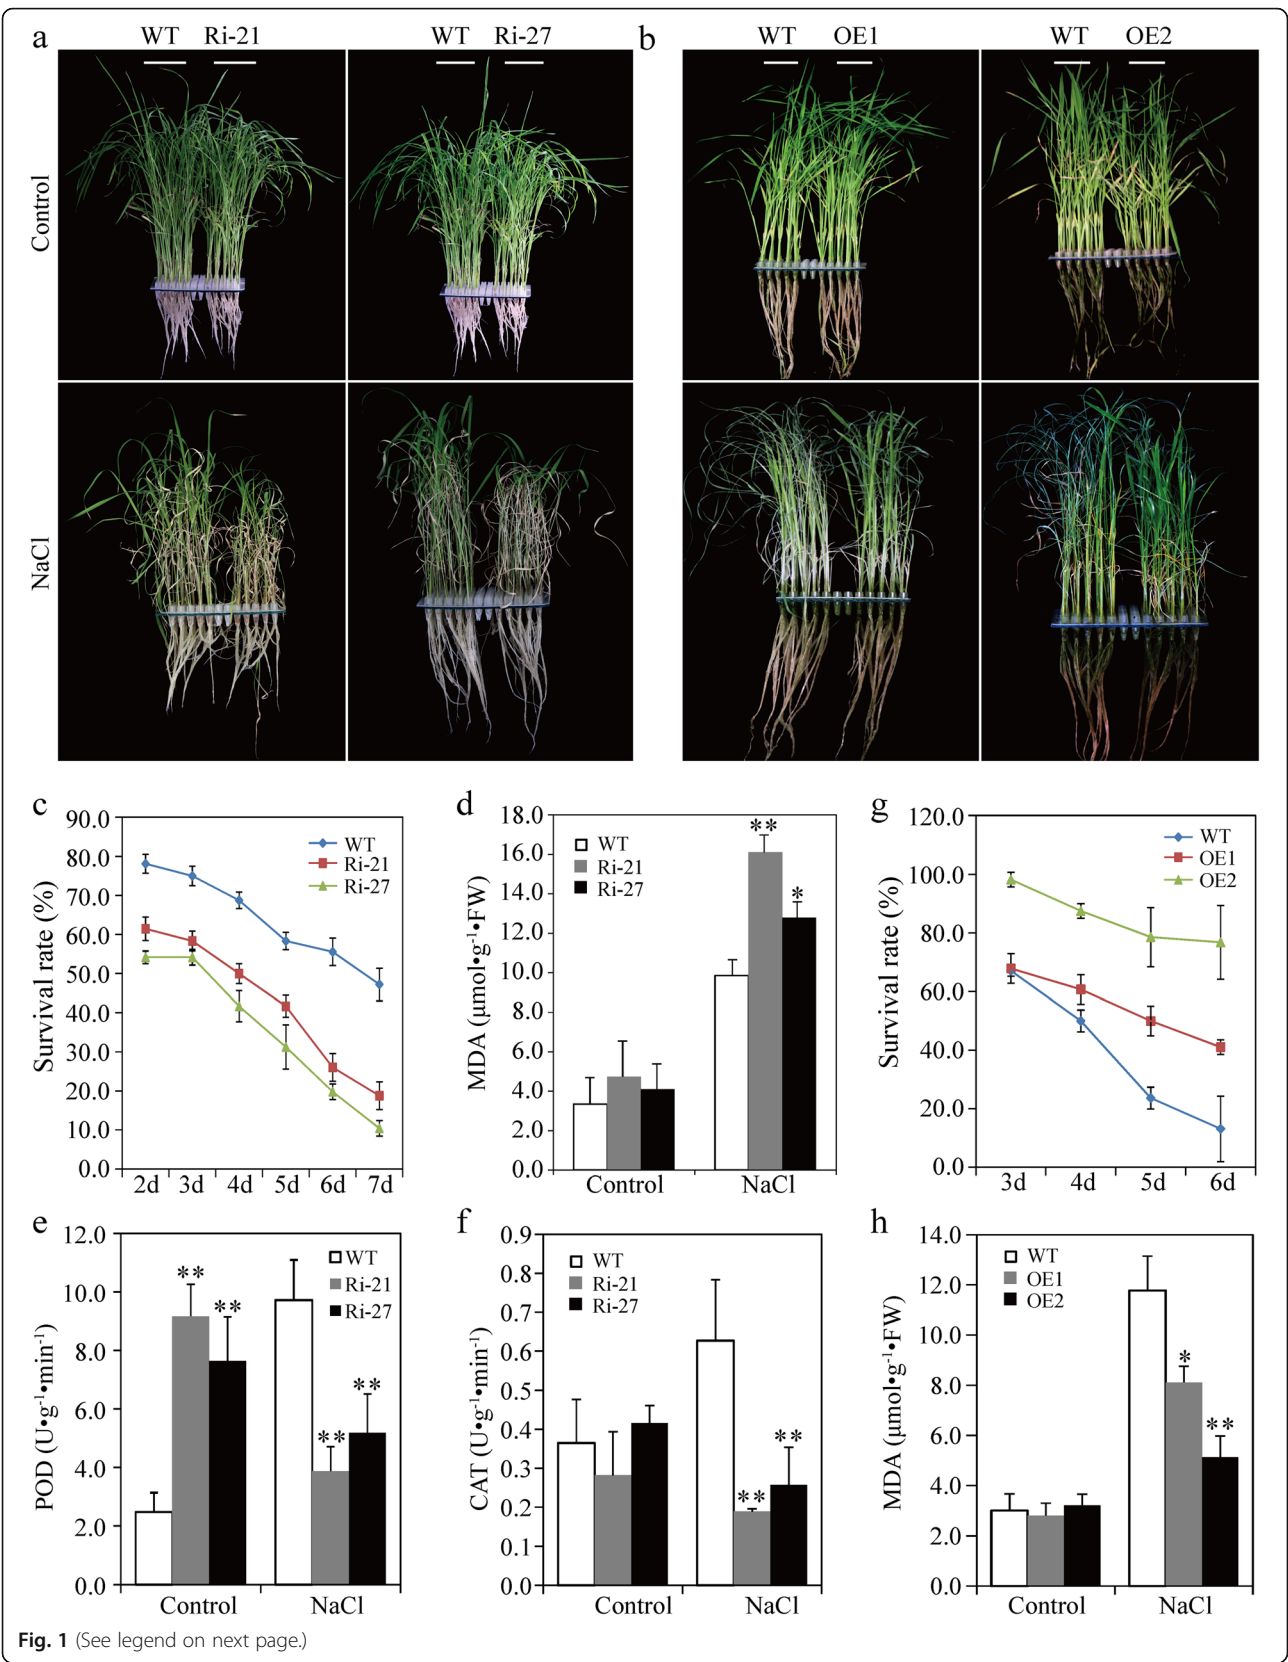 a
WT Ri-21 WT Ri-27
b
WT OE1 WT OE2
Control
NaCl
c
90.0
80.0
70.0
60.0
50.0
40.0
30.0
20.0
10.0
0.0
Survival rate (%)
WT
Ri-21
Ri-27
2d 3d 4d 5d 6d 7d
d
18.0
16.0
14.0
12.0
10.0
8.0
6.0
4.0
2.0
0.0
MDA (μmol•g⁻¹•FW)
WT
Ri-21
Ri-27
**
*
Control NaCl
g
120.0
100.0
80.0
60.0
40.0
20.0
0.0
Survival rate (%)
WT
OE1
OE2
3d 4d 5d 6d
e
12.0
10.0
8.0
6.0
4.0
2.0
0.0
POD (U•g⁻¹•min⁻¹)
WT
Ri-21
Ri-27
**
**
**
**
Control NaCl
f
0.9
0.8
0.7
0.6
0.5
0.4
0.3
0.2
0.1
0.0
CAT (U•g⁻¹•min⁻¹)
WT
Ri-21
Ri-27
**
**
Control NaCl
h
14.0
12.0
10.0
8.0
6.0
4.0
2.0
0.0
MDA (μmol•g⁻¹•FW)
WT
OE1
OE2
*
**
Control NaCl
Fig. 1 (See legend on next page.)